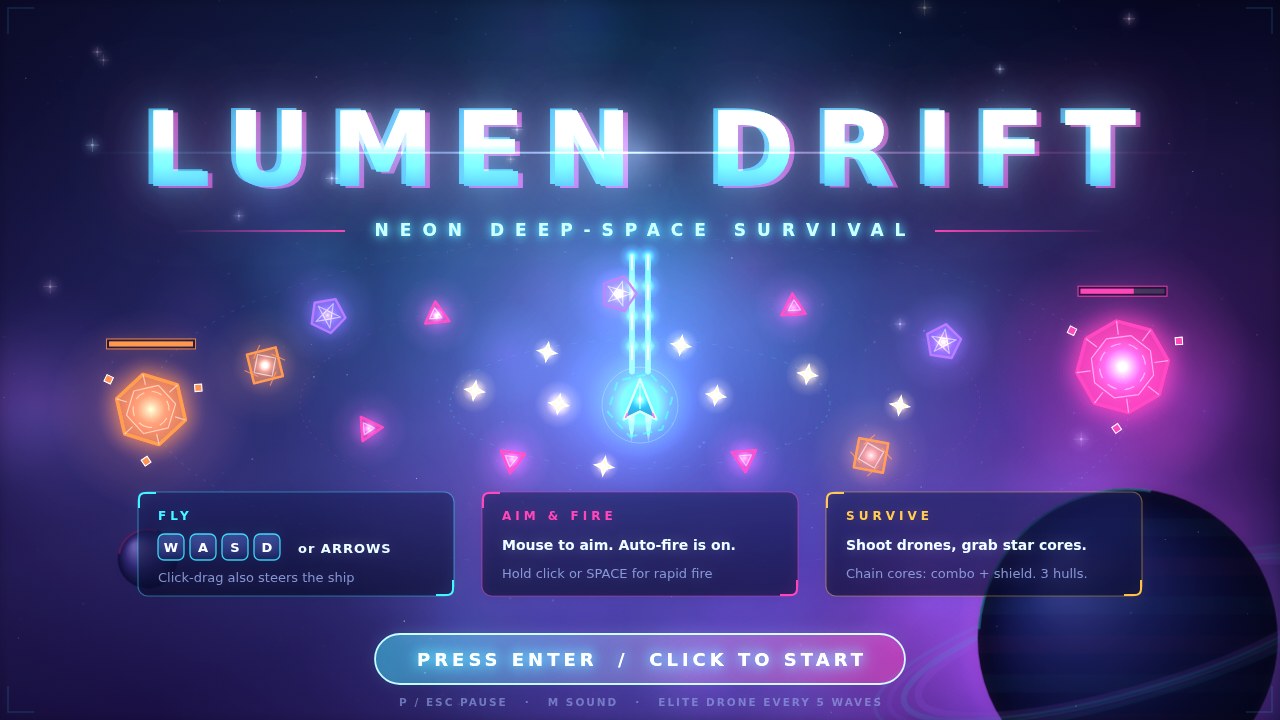 LUMEN DRIFT
NEON DEEP-SPACE SURVIVAL
FLY
W A S D or ARROWS
Click-drag also steers the ship
AIM & FIRE
Mouse to aim. Auto-fire is on.
Hold click or SPACE for rapid fire
SURVIVE
Shoot drones, grab star cores.
Chain cores: combo + shield. 3 hulls.
PRESS ENTER / CLICK TO START
P / ESC PAUSE · M SOUND · ELITE DRONE EVERY 5 WAVES